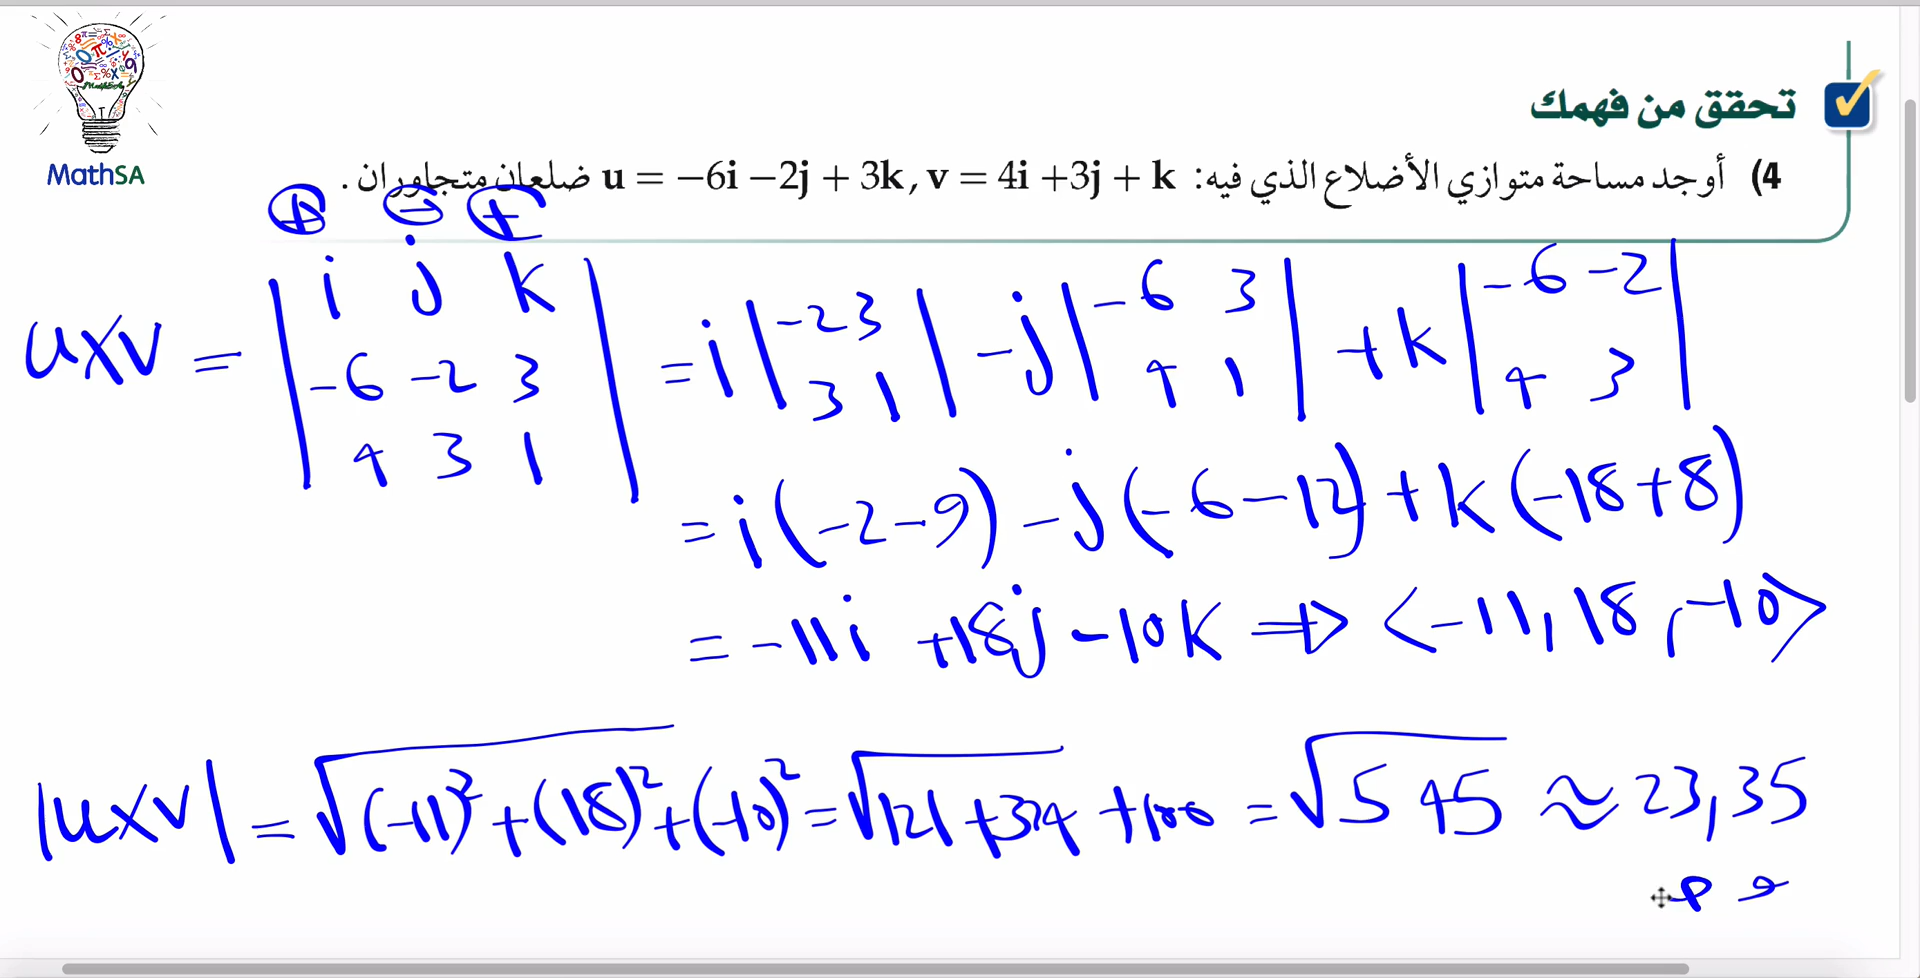 MathSA
تحقق من فهمك
4) أوجد مساحة متوازي الأضلاع الذي فيه: u = −6i −2j + 3k, v = 4i +3j + k ضلعان متجاوران .
+ − +
u×v = | i j k | = i | -2 3 | - j | -6 3 | + k | -6 -2 |
| -6 -2 3 | | 3 1 | | 4 1 | | 4 3 |
| 4 3 1 |
= i(-2-9) - j(-6-12) + k(-18+8)
= -11i +18j -10k ⇒ <-11, 18, -10>
|u×v| = √(-11)² + (18)² + (-10)² = √121 + 324 + 100 = √545 ≈ 23,35